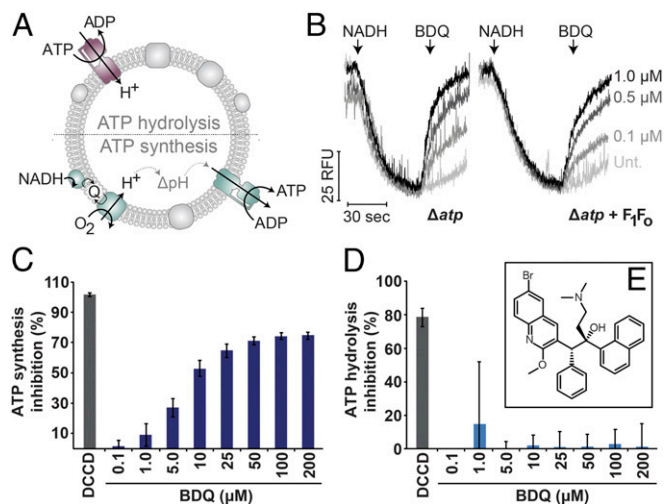 A
ADP
ATP
H+
ATP hydrolysis
ATP synthesis
NADH
Q
H+
ΔpH
O2
ATP
ADP
B
NADH BDQ NADH BDQ
1.0 µM
0.5 µM
0.1 µM
Unt.
25 RFU
30 sec
Δatp
Δatp + F1Fo
C
ATP synthesis
inhibition (%)
110
90
70
50
30
10
DCCD 0.1 1.0 5.0 10 25 50 100 200
BDQ (µM)
D
ATP hydrolysis
inhibition (%)
100
80
60
40
20
0
DCCD 0.1 1.0 5.0 10 25 50 100 200
BDQ (µM)
E
Br
N
OH
N
O